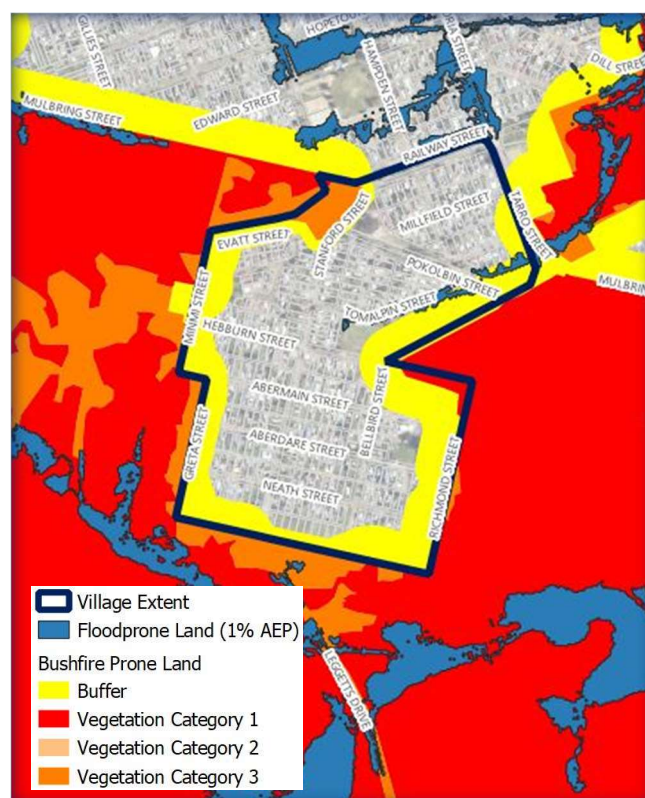 GILLIES STREET
HOPETOU
HAMPDEN STREET
RIA STREET
DILL STREE
MULBRING STREET
EDWARD STREET
RAILWAY STREET
MILLFIELD STREET
TARRO STREET
EVATT STREET
STANFORD STREET
POKOLBIN STREET
MULBRIN
MINMI STREET
TOMALPIN STREET
HEBBURN STREET
ABERMAIN STREET
BELLBIRD STREET
GRETA STREET
ABERDARE STREET
RICHMOND STREET
NEATH STREET
Village Extent
Floodprone Land (1% AEP)
Bushfire Prone Land
Buffer
Vegetation Category 1
Vegetation Category 2
Vegetation Category 3
LEGGETTS DRIVE